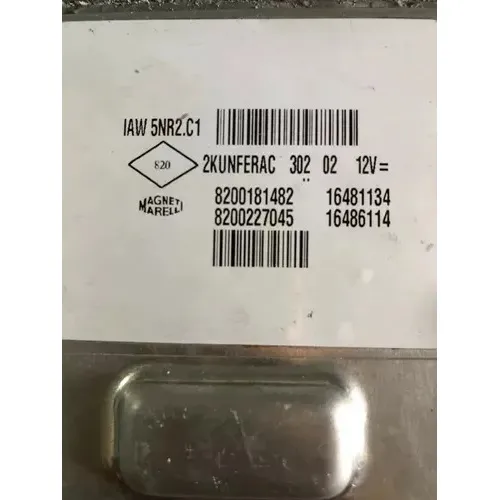 IAW 5NR2.C1
820
2KUNFERAC 302 02 12V=
MAGNETI
MARELLI
8200181482 16481134
8200227045 16486114